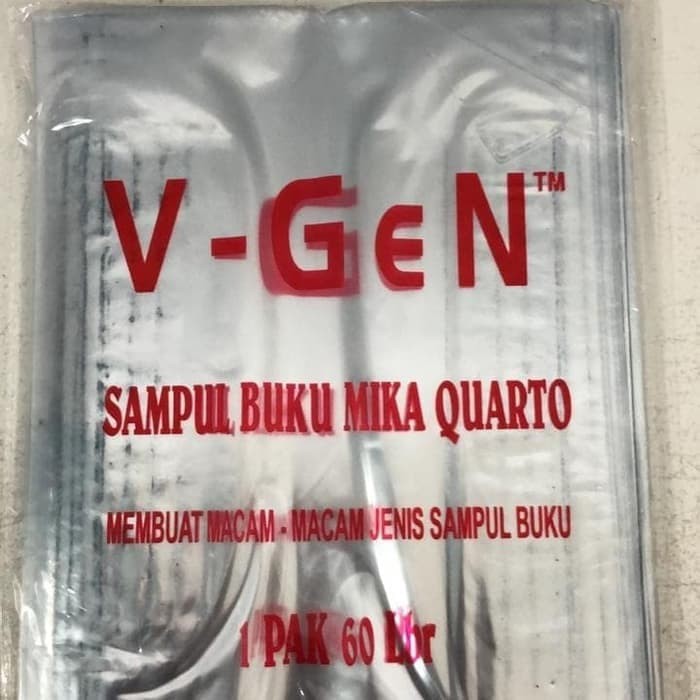 V-GeN™
SAMPUL BUKU MIKA QUARTO
MEMBUAT MACAM - MACAM JENIS SAMPUL BUKU
1 PAK 60 Lbr